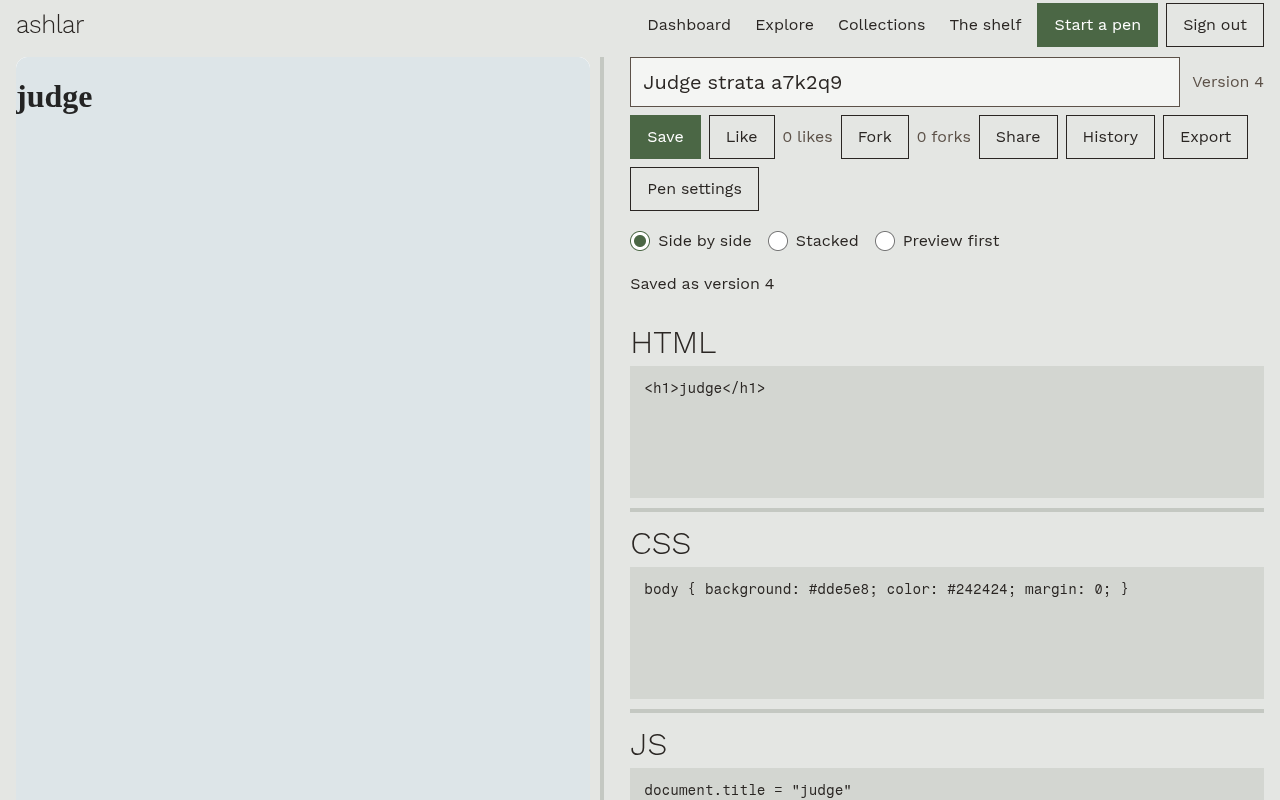 ashlar
Dashboard Explore Collections The shelf Start a pen Sign out
judge
Judge strata a7k2q9 Version 4
Save Like 0 likes Fork 0 forks Share History Export
Pen settings
Side by side Stacked Preview first
Saved as version 4
HTML
<h1>judge</h1>
CSS
body { background: #dde5e8; color: #242424; margin: 0; }
JS
document.title = "judge"